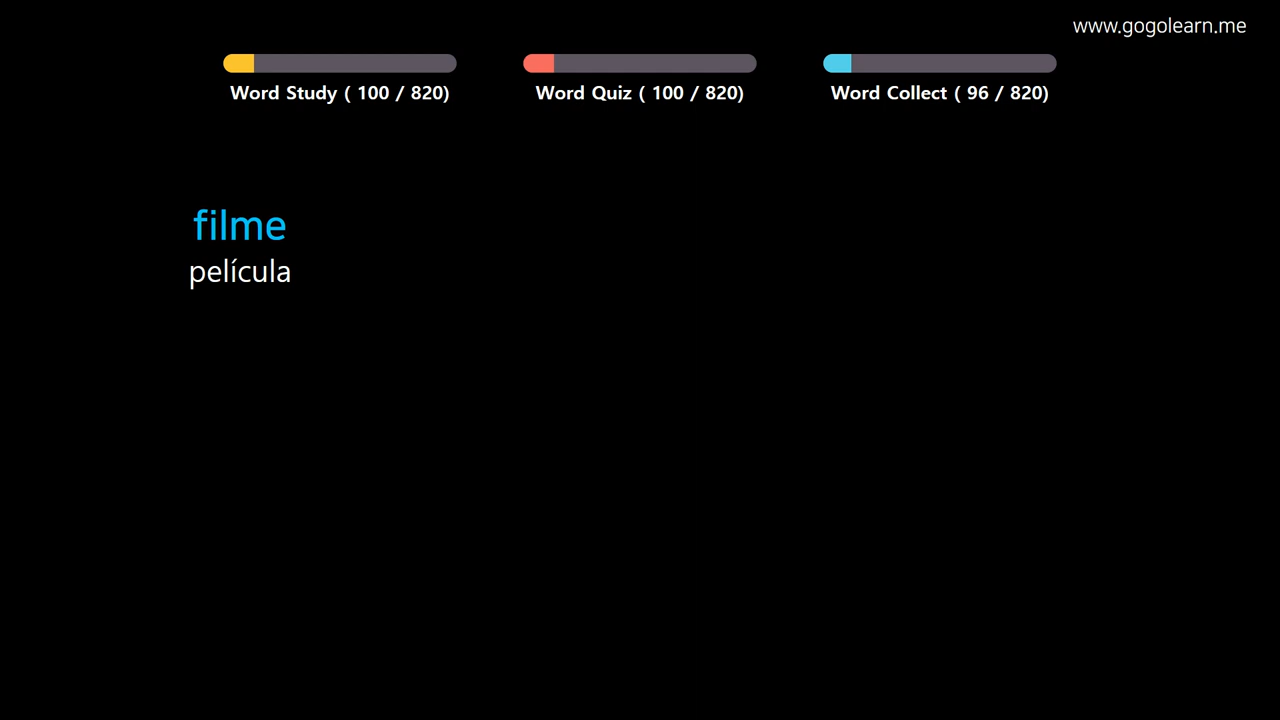 www.gogolearn.me
Word Study ( 100 / 820)
Word Quiz ( 100 / 820)
Word Collect ( 96 / 820)
filme
película